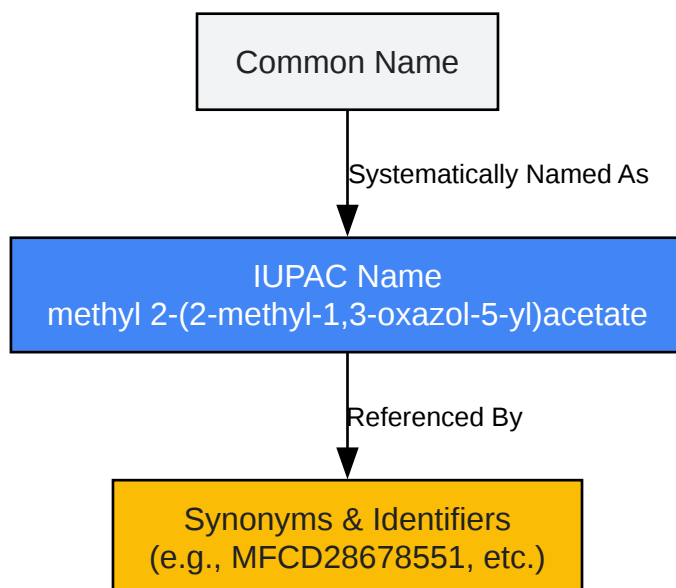 Common Name
Systematically Named As
IUPAC Name
methyl 2-(2-methyl-1,3-oxazol-5-yl)acetate
Referenced By
Synonyms & Identifiers
(e.g., MFCD28678551, etc.)